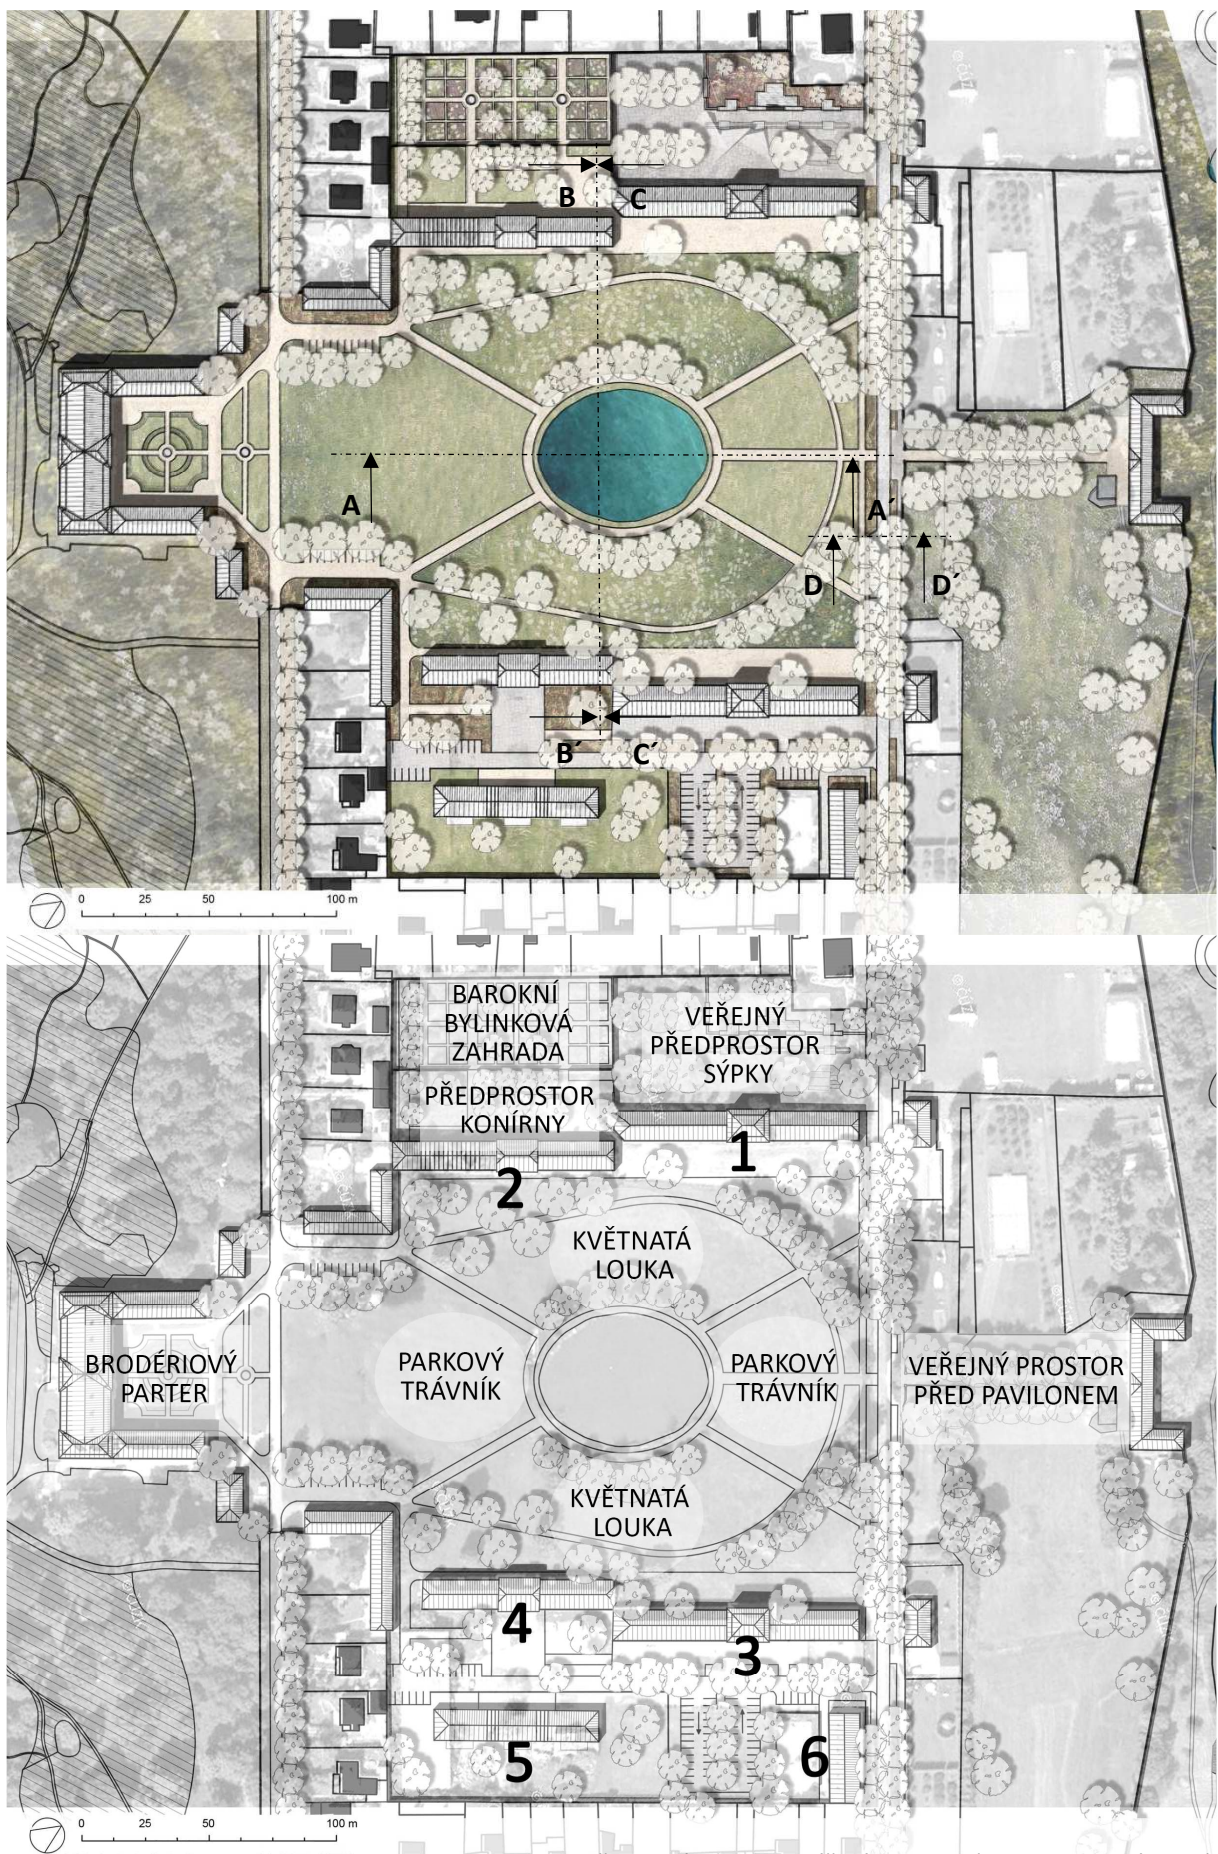 B
C
A
A´
D
D´
B´
C´
0 25 50 100 m
BAROKNÍ
BYLINKOVÁ
ZAHRADA
VEŘEJNÝ
PŘEDPROSTOR
SÝPKY
PŘEDPROSTOR
KONÍRNY
1
2
KVĚTNATÁ
LOUKA
BRODÉRIOVÝ
PARTER
PARKOVÝ
TRÁVNÍK
PARKOVÝ
TRÁVNÍK
VEŘEJNÝ PROSTOR
PŘED PAVILONEM
KVĚTNATÁ
LOUKA
4
3
5
6
0 25 50 100 m